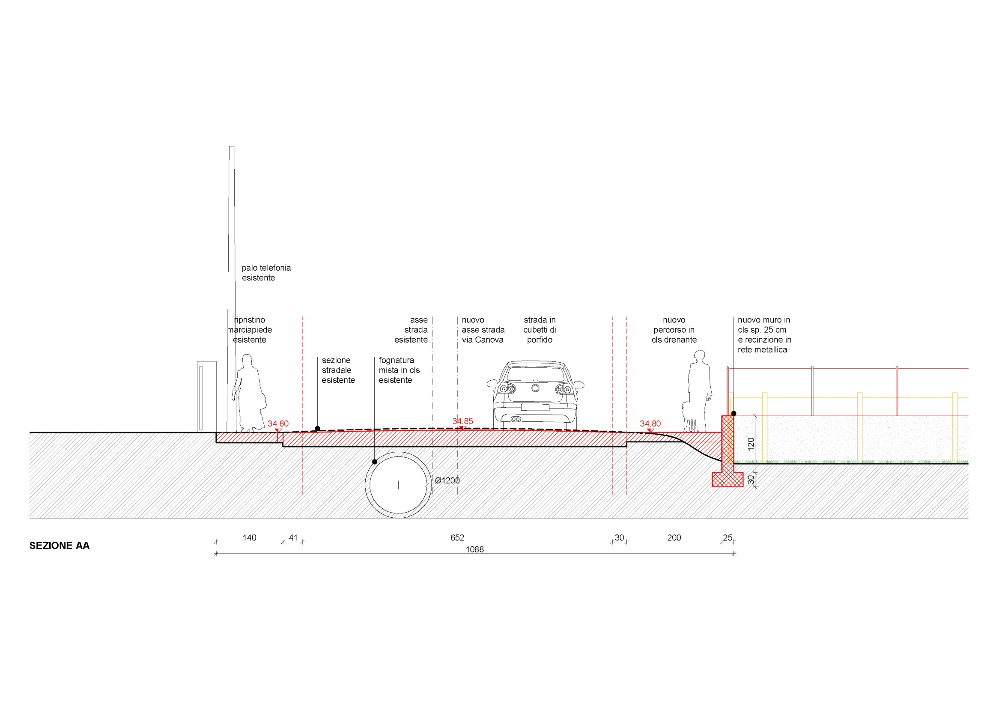 palo telefonia
esistente
ripristino
marciapiede
esistente
asse
strada
esistente
nuovo
asse strada
via Canova
strada in
cubetti di
porfido
nuovo
percorso in
cls drenante
nuovo muro in
cls sp. 25 cm
e recinzione in
rete metallica
sezione
stradale
esistente
fognatura
mista in cls
esistente
34.80
34.85
34.80
120
30
Ø1200
SEZIONE AA
140
41
652
30
200
25
1088